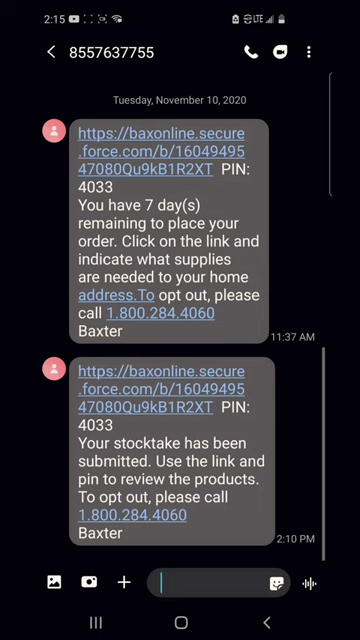 2:15
LTE
8557637755
Tuesday, November 10, 2020
https://baxonline.secure
.force.com/b/16049495
47080Qu9kB1R2XT PIN:
4033
You have 7 day(s)
remaining to place your
order. Click on the link and
indicate what supplies
are needed to your home
address.To opt out, please
call 1.800.284.4060
Baxter
11:37 AM
https://baxonline.secure
.force.com/b/16049495
47080Qu9kB1R2XT PIN:
4033
Your stocktake has been
submitted. Use the link and
pin to review the products.
To opt out, please call
1.800.284.4060
Baxter
2:10 PM